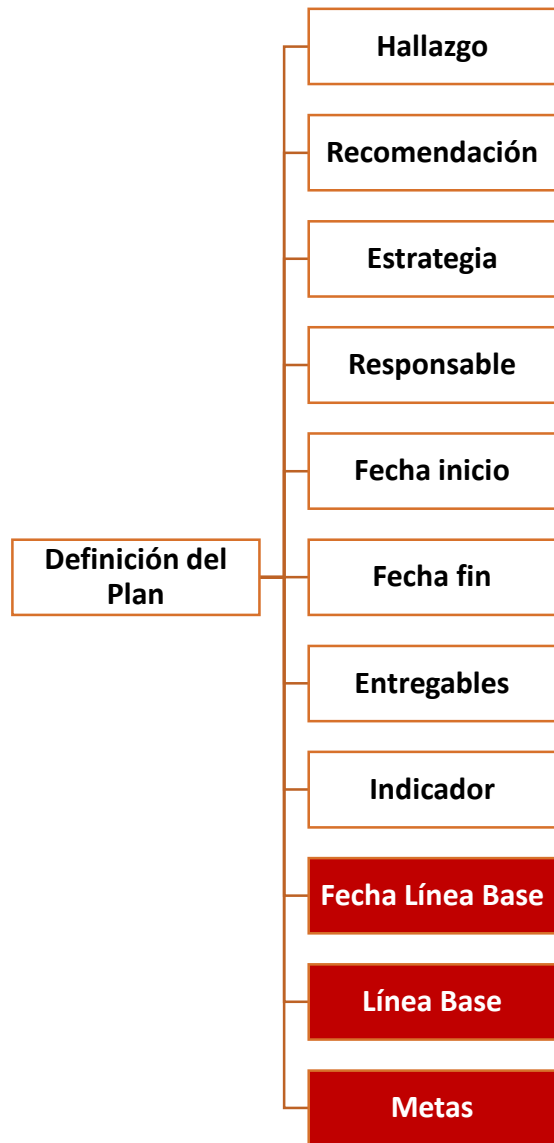 Hallazgo
Recomendación
Estrategia
Responsable
Fecha inicio
Definición del
Plan
Fecha fin
Entregables
Indicador
Fecha Línea Base
Línea Base
Metas